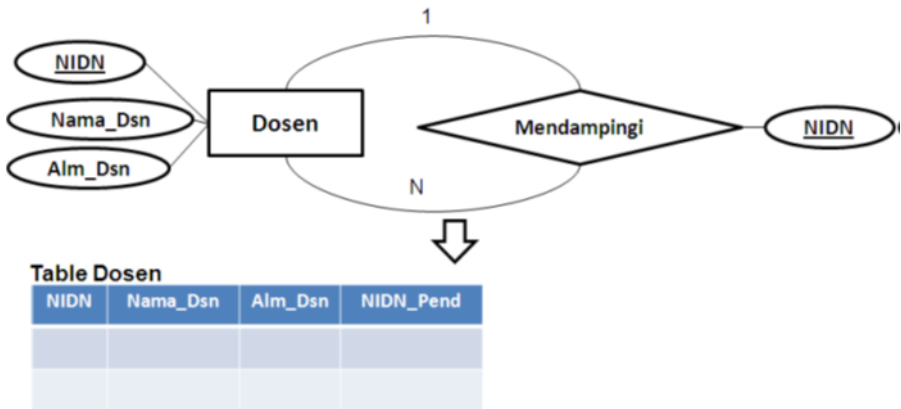 1
NIDN
Nama_Dsn
Alm_Dsn
Dosen
Mendampingi
NIDN
N
Table Dosen
NIDN Nama_Dsn Alm_Dsn NIDN_Pend